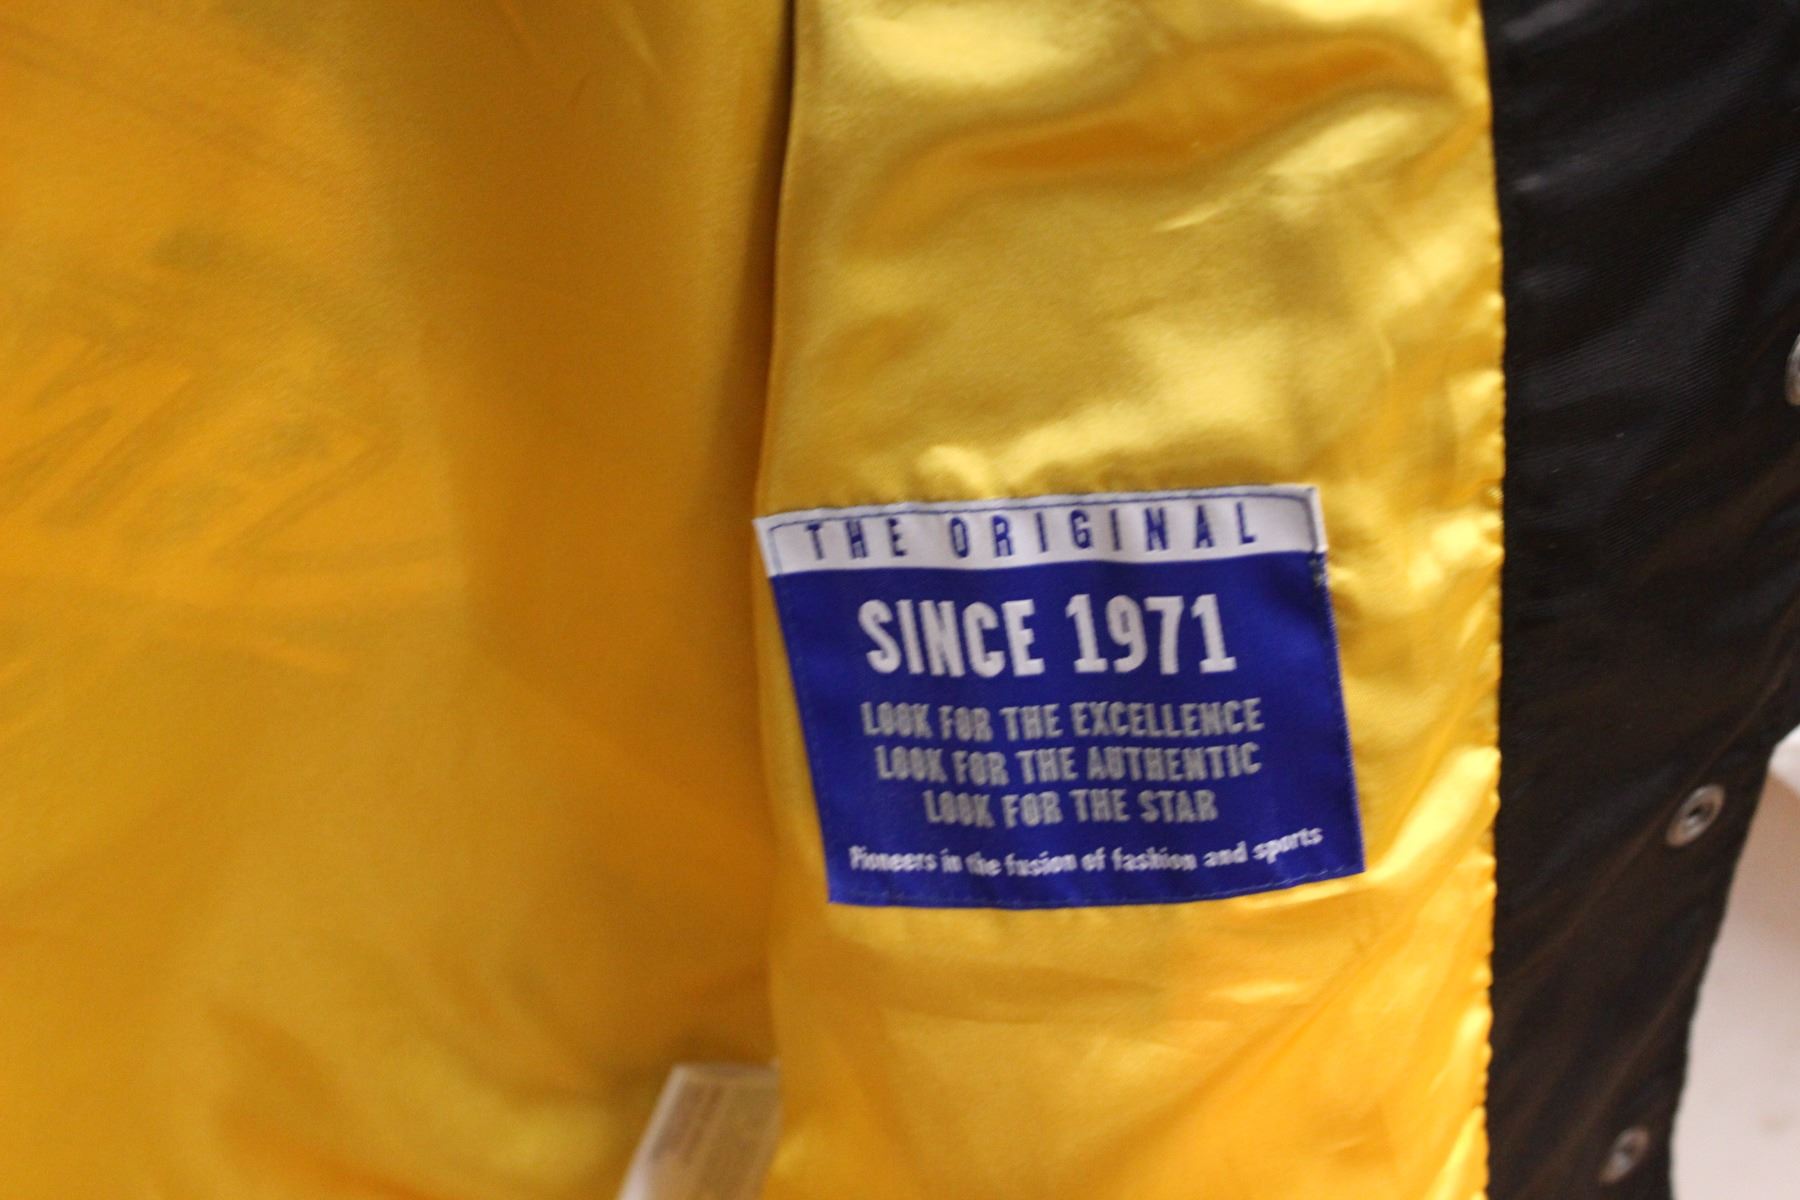 THE ORIGINAL
SINCE 1971
LOOK FOR THE EXCELLENCE
LOOK FOR THE AUTHENTIC
LOOK FOR THE STAR
Pioneers in the fusion of fashion and sports